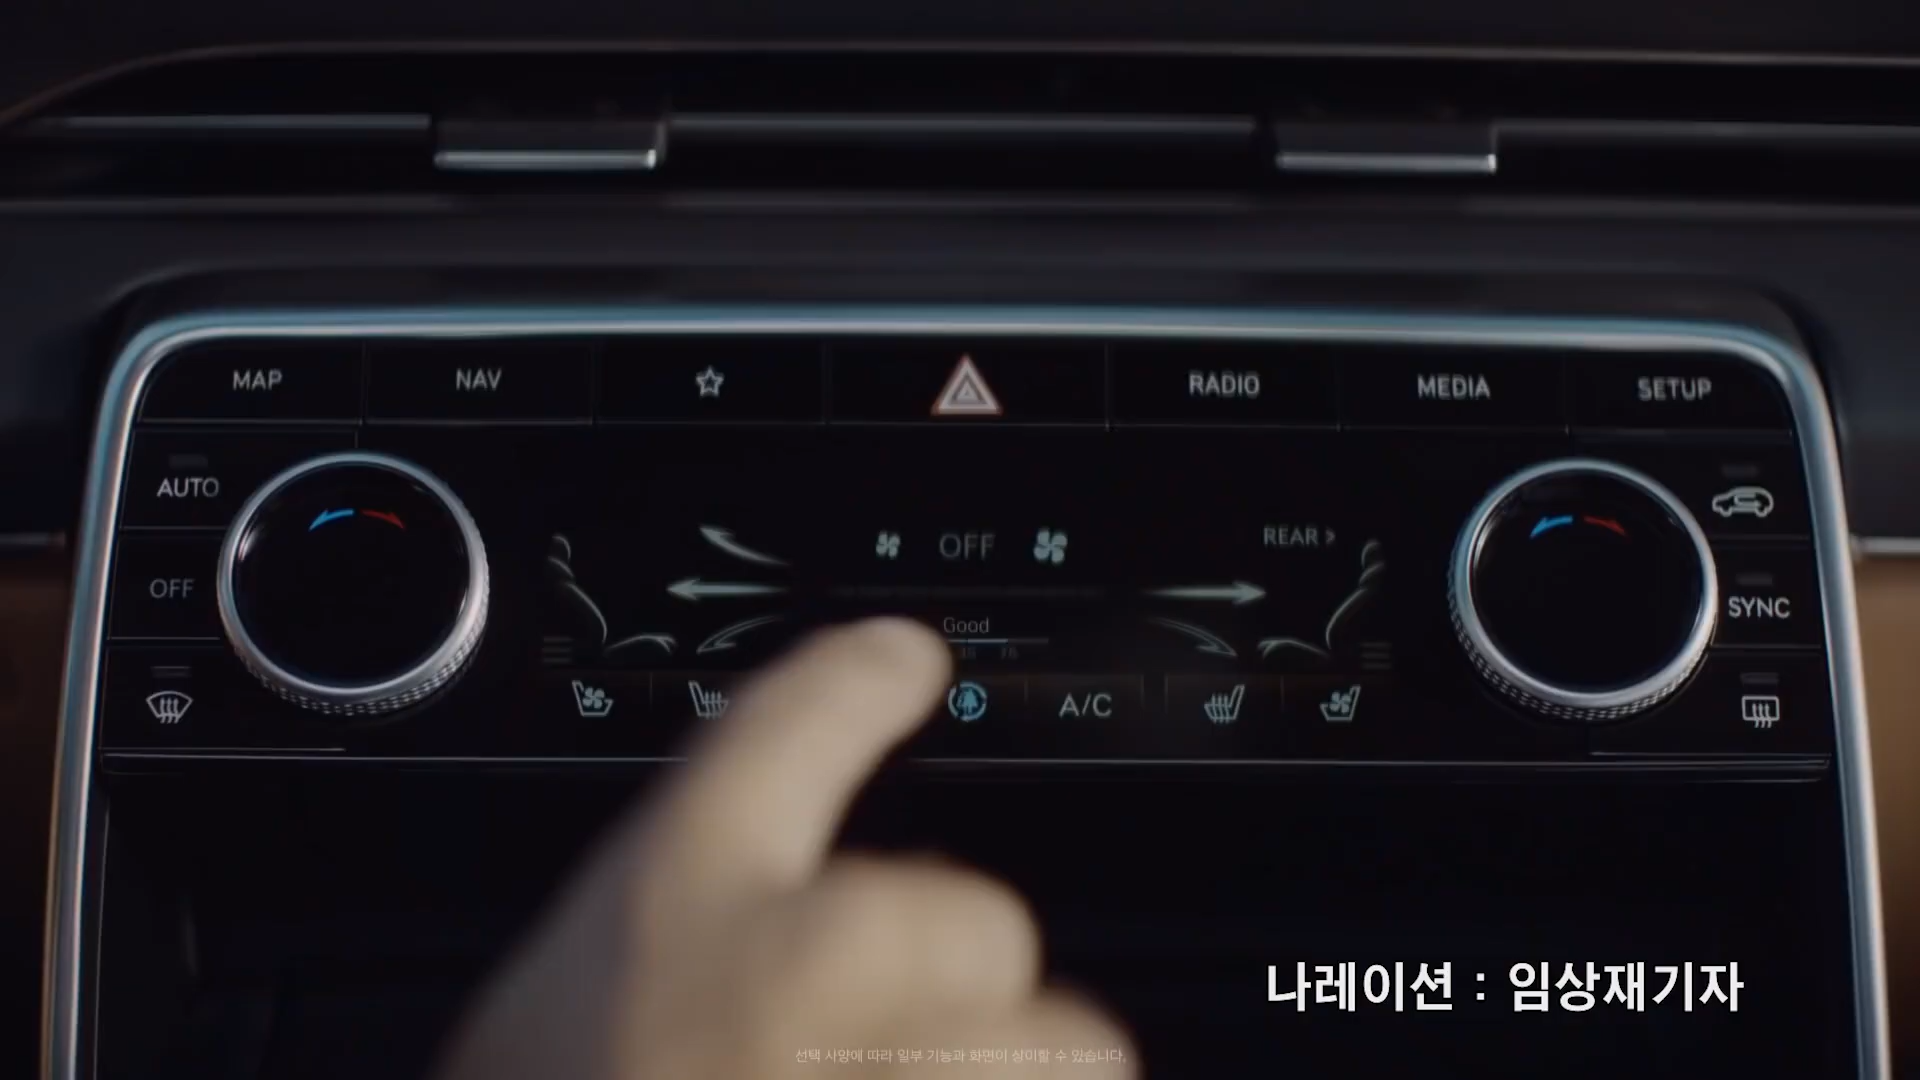 MAP
NAV
RADIO
MEDIA
SETUP
AUTO
OFF
REAR >
OFF
SYNC
Good
A/C
나레이션 : 임상재기자
선택 사양에 따라 일부 기능과 화면이 상이할 수 있습니다.